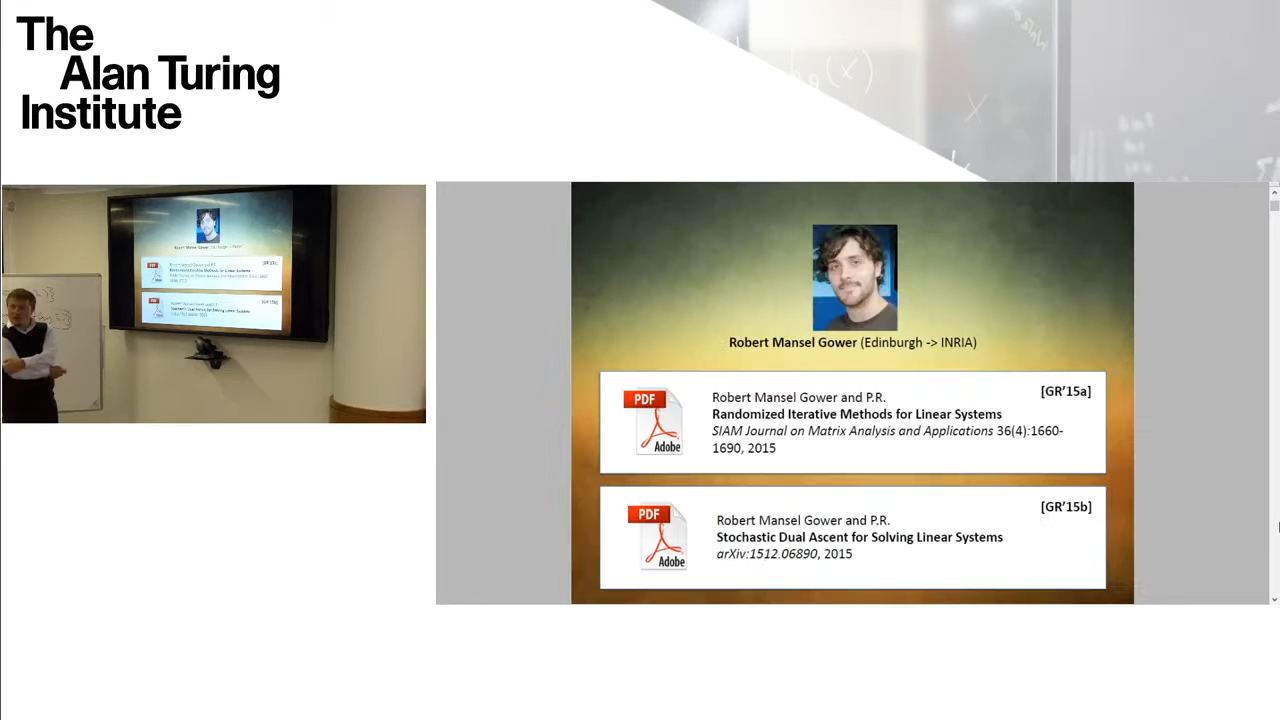 The
Alan Turing
Institute
Robert Mansel Gower (Edinburgh -> INRIA)
PDF
Adobe
[GR'15a]
Robert Mansel Gower and P.R.
Randomized Iterative Methods for Linear Systems
SIAM Journal on Matrix Analysis and Applications 36(4):1660-
1690, 2015
PDF
Adobe
[GR'15b]
Robert Mansel Gower and P.R.
Stochastic Dual Ascent for Solving Linear Systems
arXiv:1512.06890, 2015